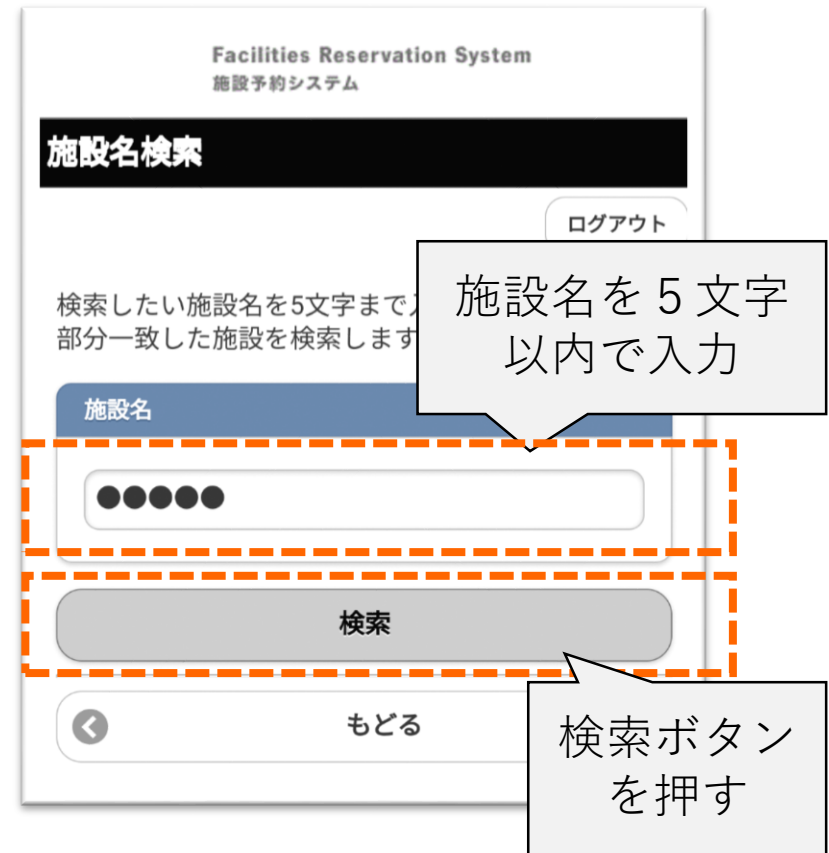 Facilities Reservation System
施設予約システム
施設名検索
ログアウト
検索したい施設名を5文字まで
部分一致した施設を検索します
施設名を５文字
以内で入力
施設名
●●●●●
検索
もどる
検索ボタン
を押す